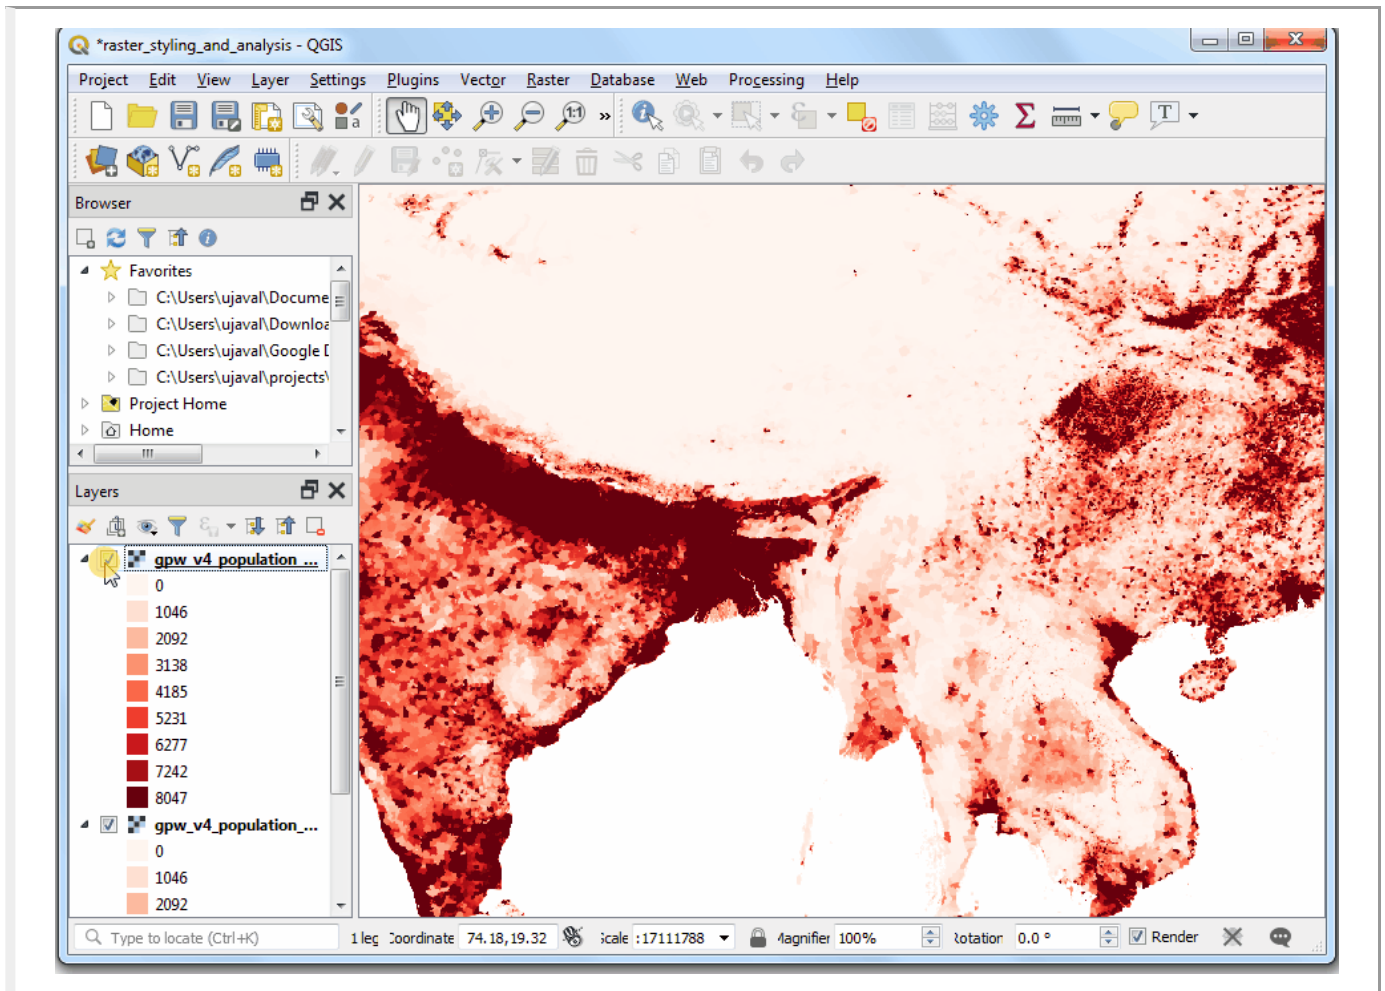 *raster_styling_and_analysis - QGIS
Project Edit View Layer Settings Plugins Vector Raster Database Web Processing Help
1:1 »
a T
Browser
Favorites
C:\Users\ujaval\Docume
C:\Users\ujaval\Downloa
C:\Users\ujaval\Google
C:\Users\ujaval\projects\
Project Home
Home
Layers
gpw_v4_population_...
0
1046
2092
3138
4185
5231
6277
7242
8047
gpw_v4_population_...
0
1046
2092
Type to locate (Ctrl+K) 1 leg Coordinate 74.18,19.32 Scale :17111788 Magnifier 100% Rotation 0.0 ° Render